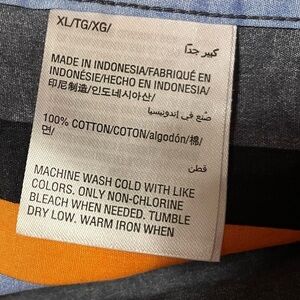 XL/TG/XG/
كبير جدًا
MADE IN INDONESIA/FABRIQUÉ EN
INDONÉSIE/HECHO EN INDONESIA/
印尼制造/인도네시아산/
صنع في إندونيسيا
100% COTTON/COTON/algodón/棉/
면/
قطن
MACHINE WASH COLD WITH LIKE
COLORS. ONLY NON-CHLORINE
BLEACH WHEN NEEDED. TUMBLE
DRY LOW. WARM IRON WHEN